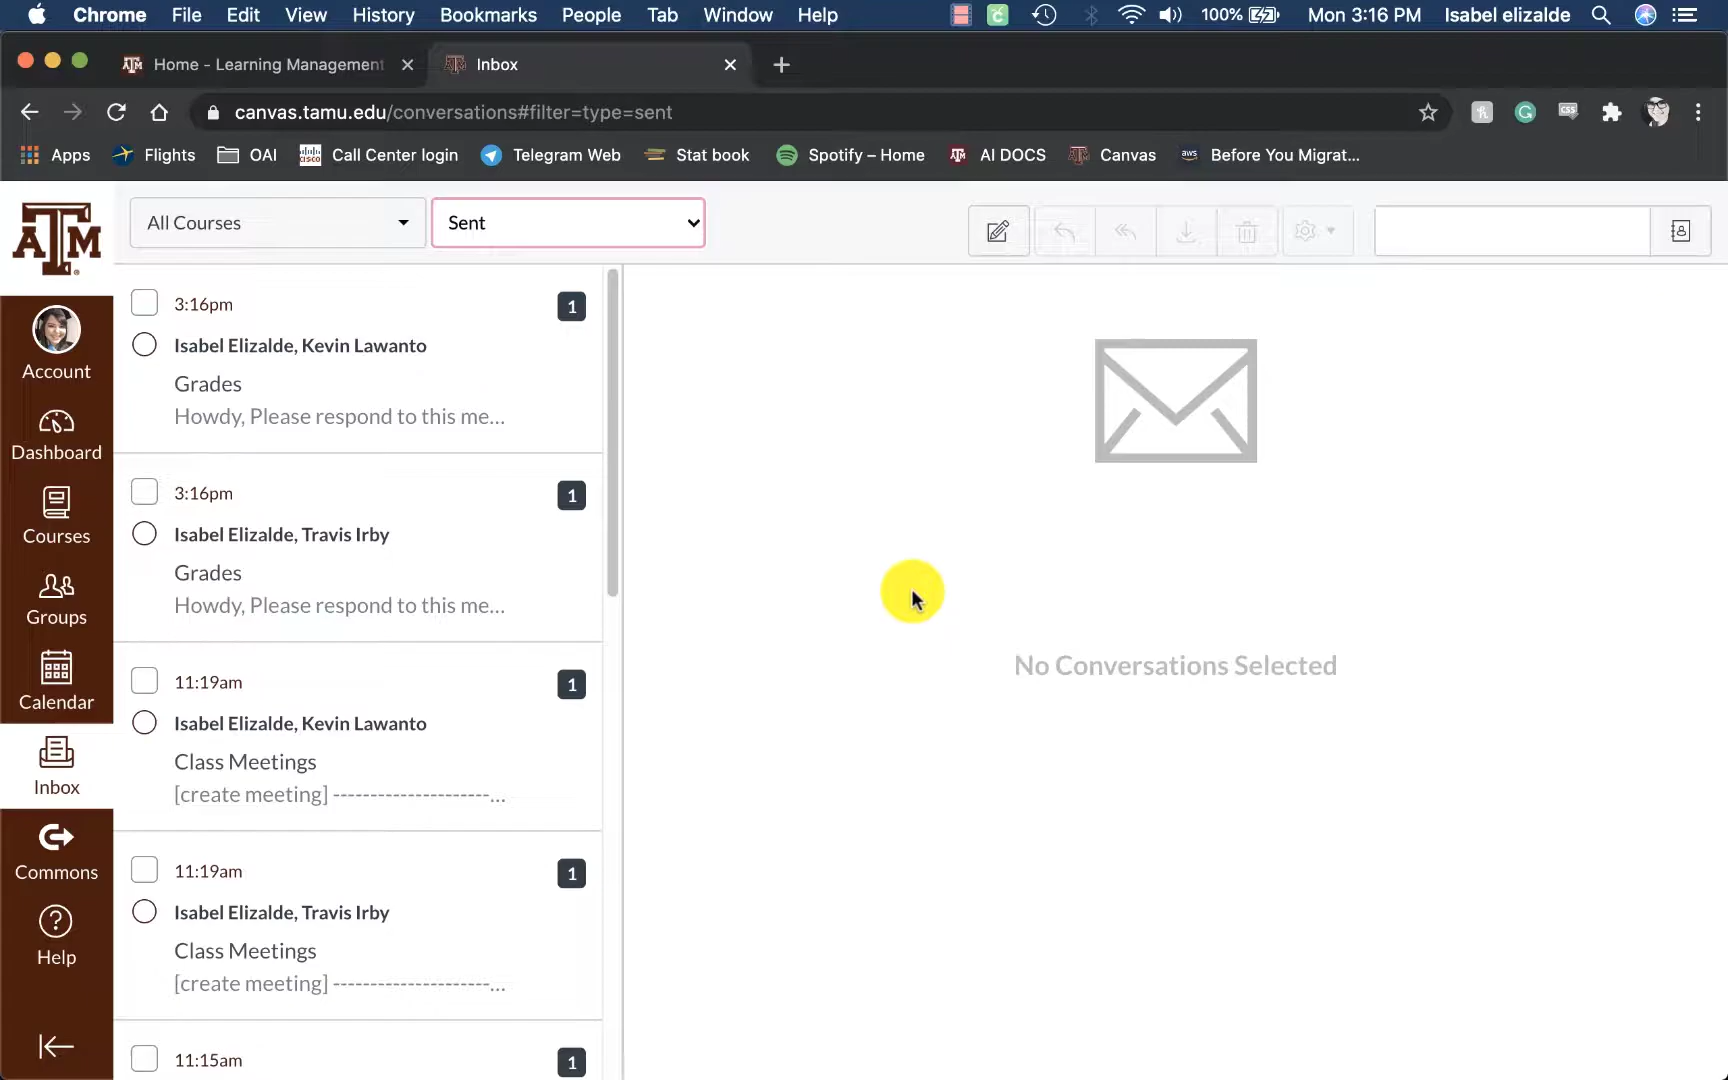 Chrome File Edit View History Bookmarks People Tab Window Help 100% Mon 3:16 PM Isabel elizalde
Home - Learning Management Inbox
canvas.tamu.edu/conversations#filter=type=sent
Apps Flights OAI Call Center login Telegram Web Stat book Spotify – Home AI DOCS Canvas Before You Migrat...
All Courses Sent
Account
Dashboard
Courses
Groups
Calendar
Inbox
Commons
Help
3:16pm 1
Isabel Elizalde, Kevin Lawanto
Grades
Howdy, Please respond to this me...
3:16pm 1
Isabel Elizalde, Travis Irby
Grades
Howdy, Please respond to this me...
11:19am 1
Isabel Elizalde, Kevin Lawanto
Class Meetings
[create meeting] ---------------------...
11:19am 1
Isabel Elizalde, Travis Irby
Class Meetings
[create meeting] ---------------------...
11:15am 1
No Conversations Selected